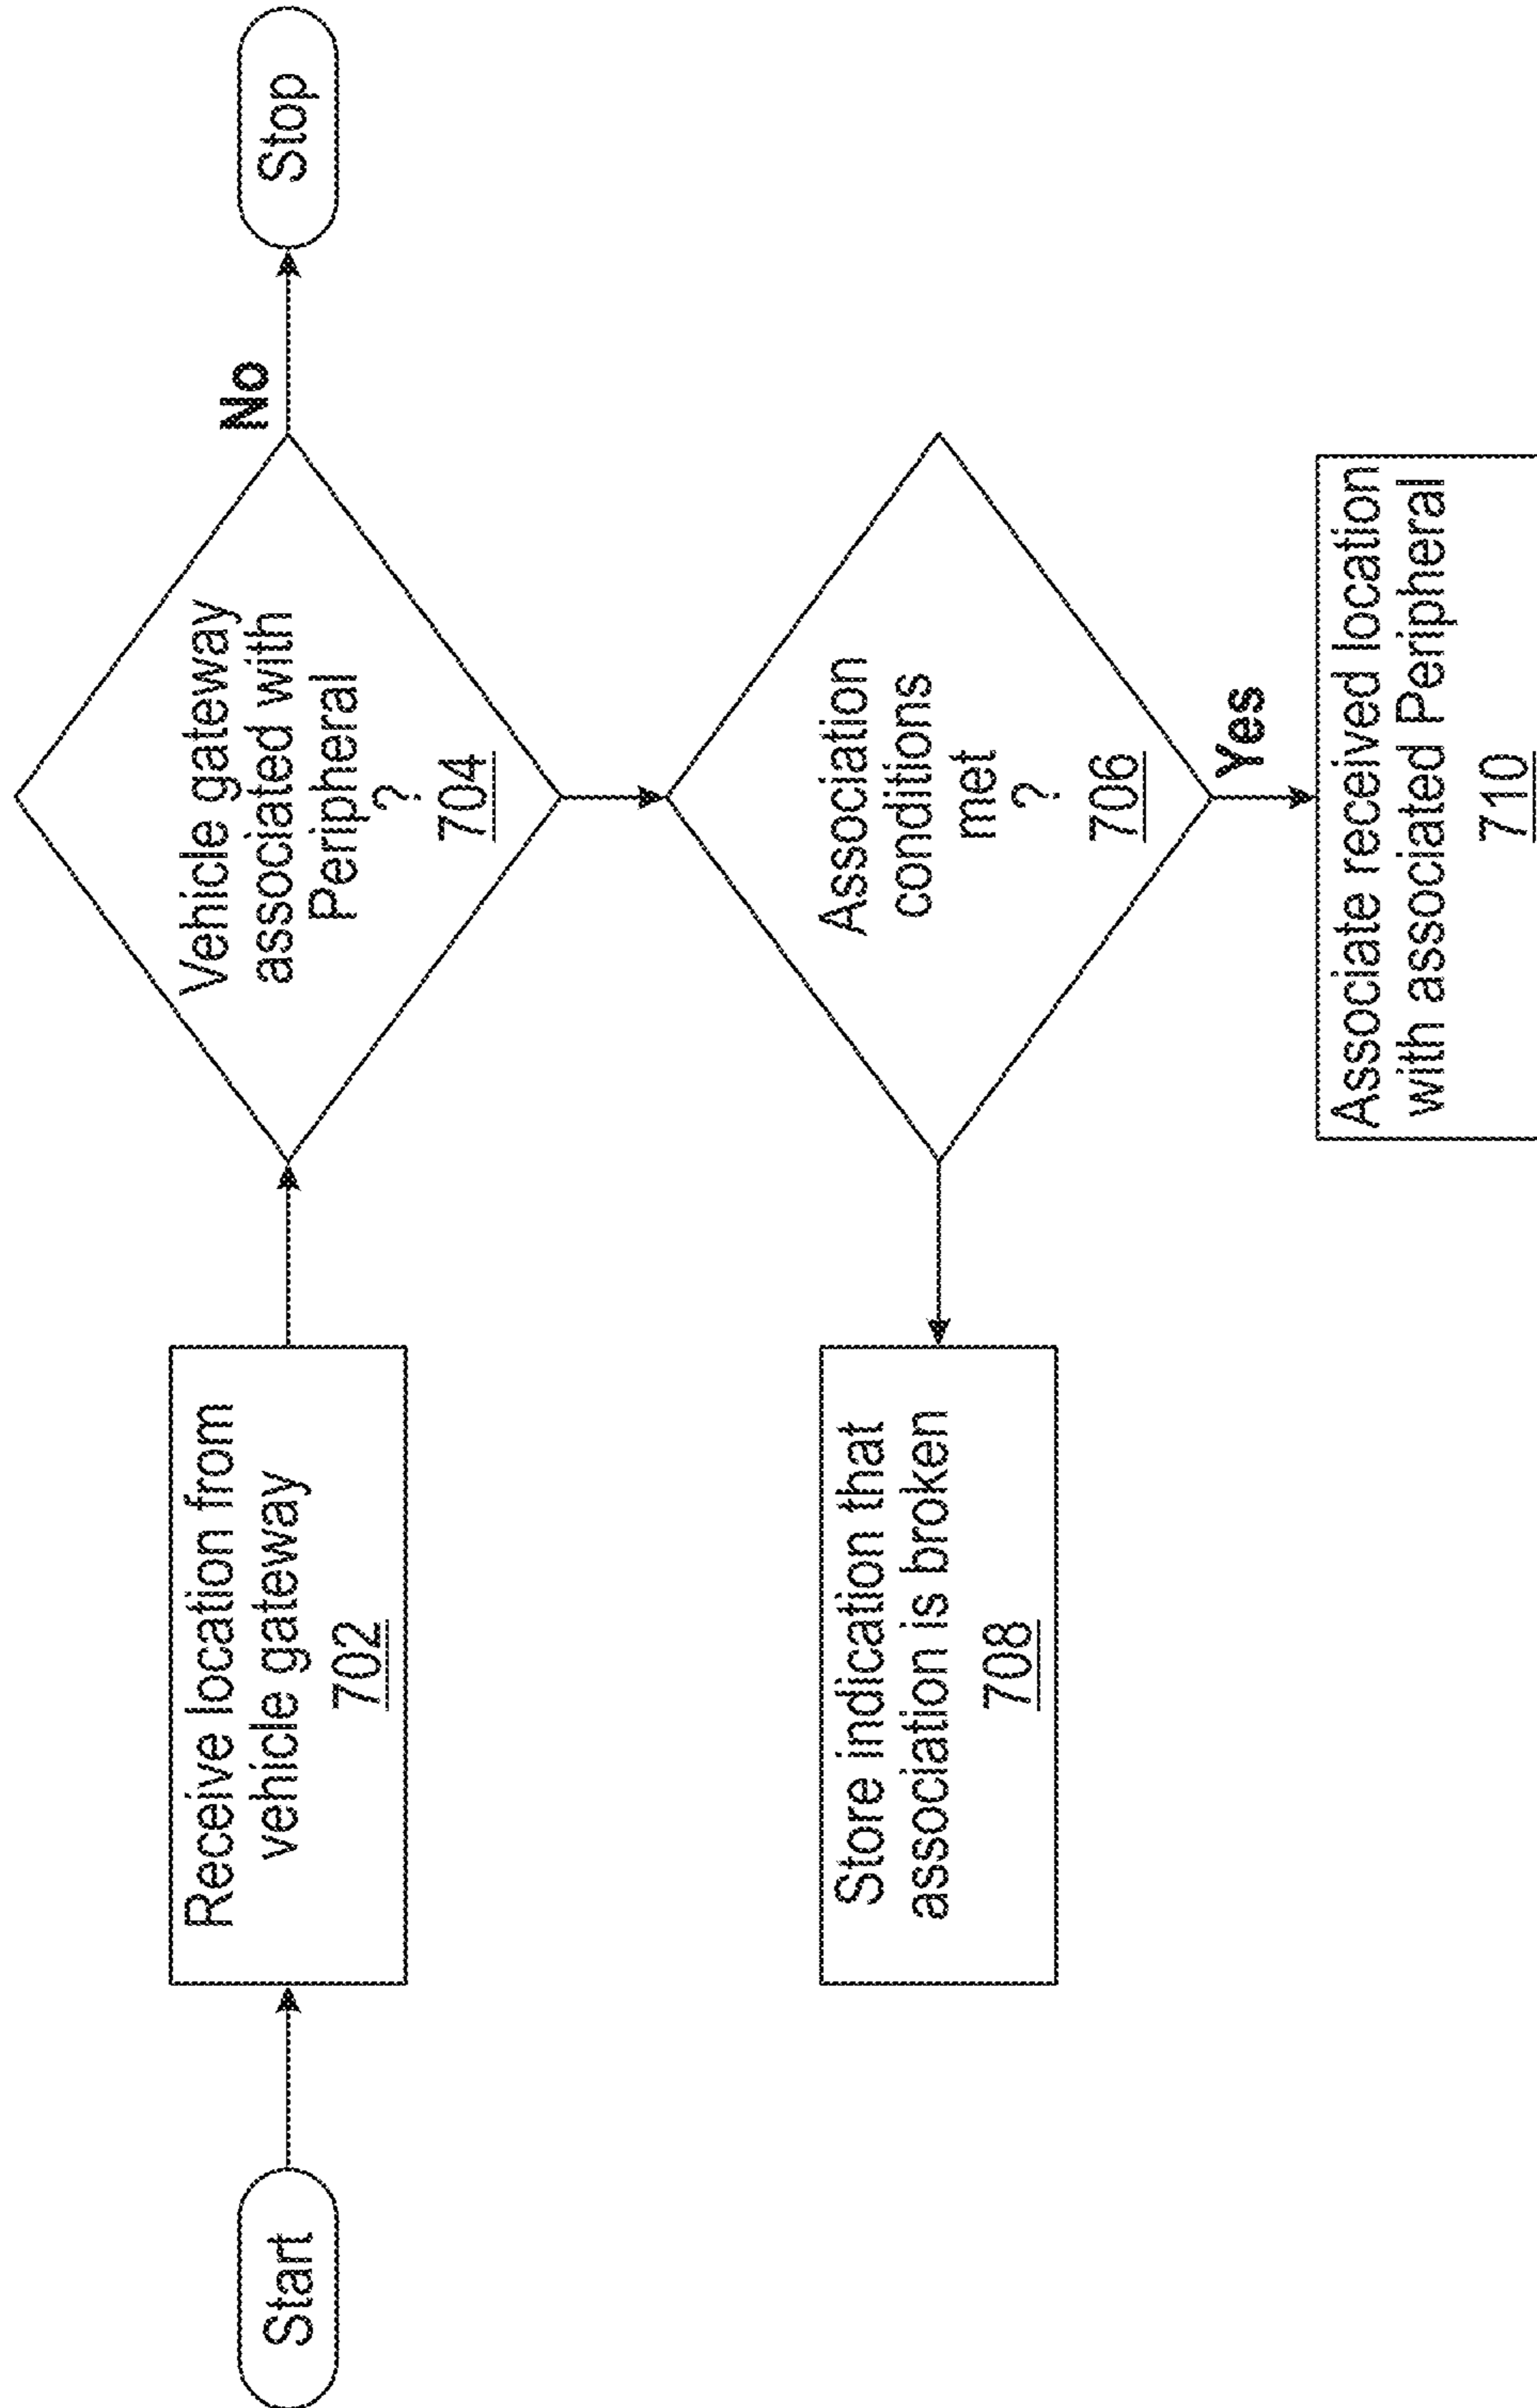 Start
Receive location from
vehicle gateway
702
Vehicle gateway
associated with
Peripheral
?
704
No
Stop
Association
conditions
met
?
706
Store indication that
association is broken
708
Yes
Associate received location
with associated Peripheral
710